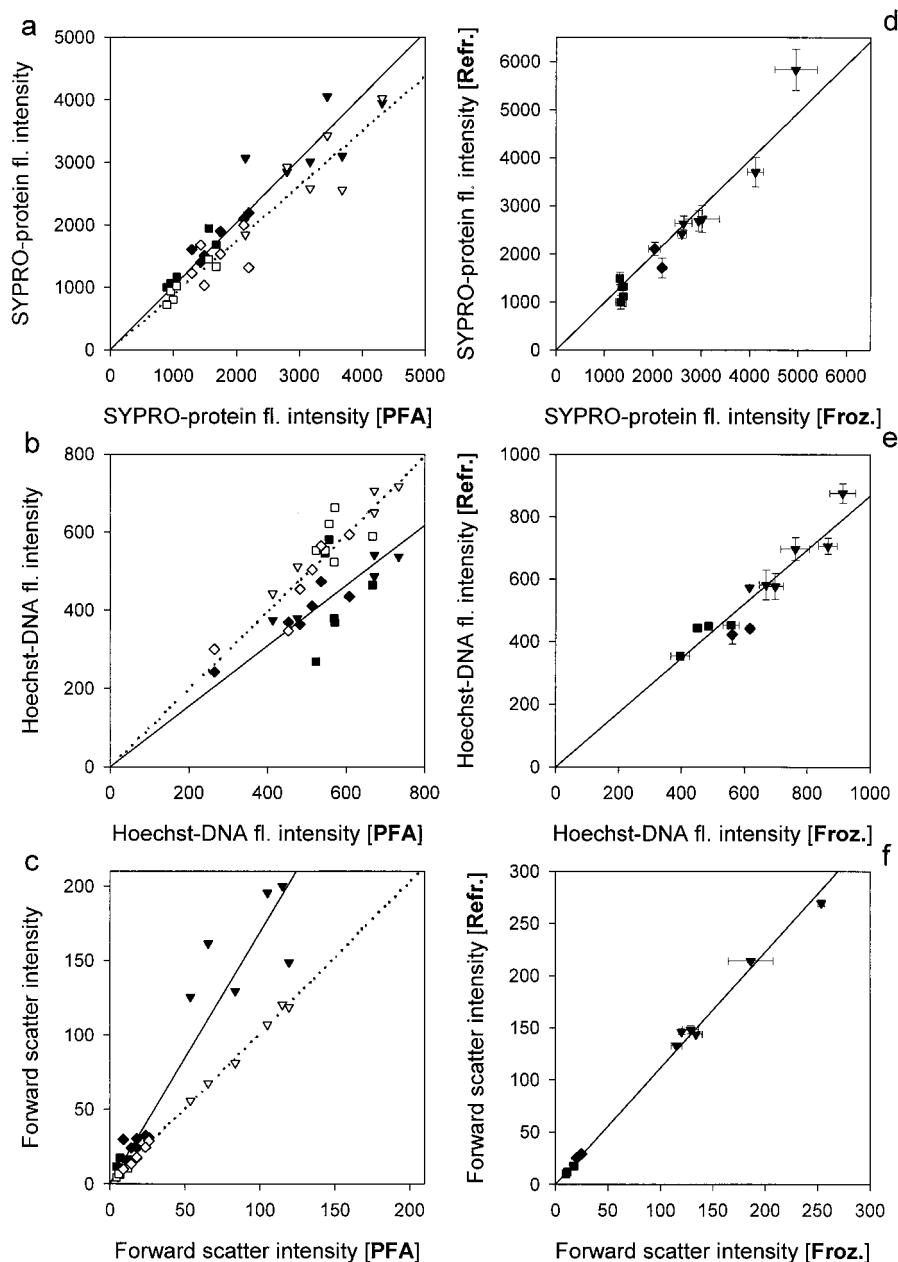 a
5000
4000
3000
2000
1000
0
0 1000 2000 3000 4000 5000
SYPRO-protein fl. intensity
SYPRO-protein fl. intensity [PFA]
d
6000
5000
4000
3000
2000
1000
0
0 1000 2000 3000 4000 5000 6000
SYPRO-protein fl. intensity [Refr.]
SYPRO-protein fl. intensity [Froz.]
b
800
600
400
200
0
0 200 400 600 800
Hoechst-DNA fl. intensity
Hoechst-DNA fl. intensity [PFA]
e
1000
800
600
400
200
0
0 200 400 600 800 1000
Hoechst-DNA fl. intensity [Refr.]
Hoechst-DNA fl. intensity [Froz.]
c
200
150
100
50
0
0 50 100 150 200
Forward scatter intensity
Forward scatter intensity [PFA]
f
300
250
200
150
100
50
0
0 50 100 150 200 250 300
Forward scatter intensity [Refr.]
Forward scatter intensity [Froz.]